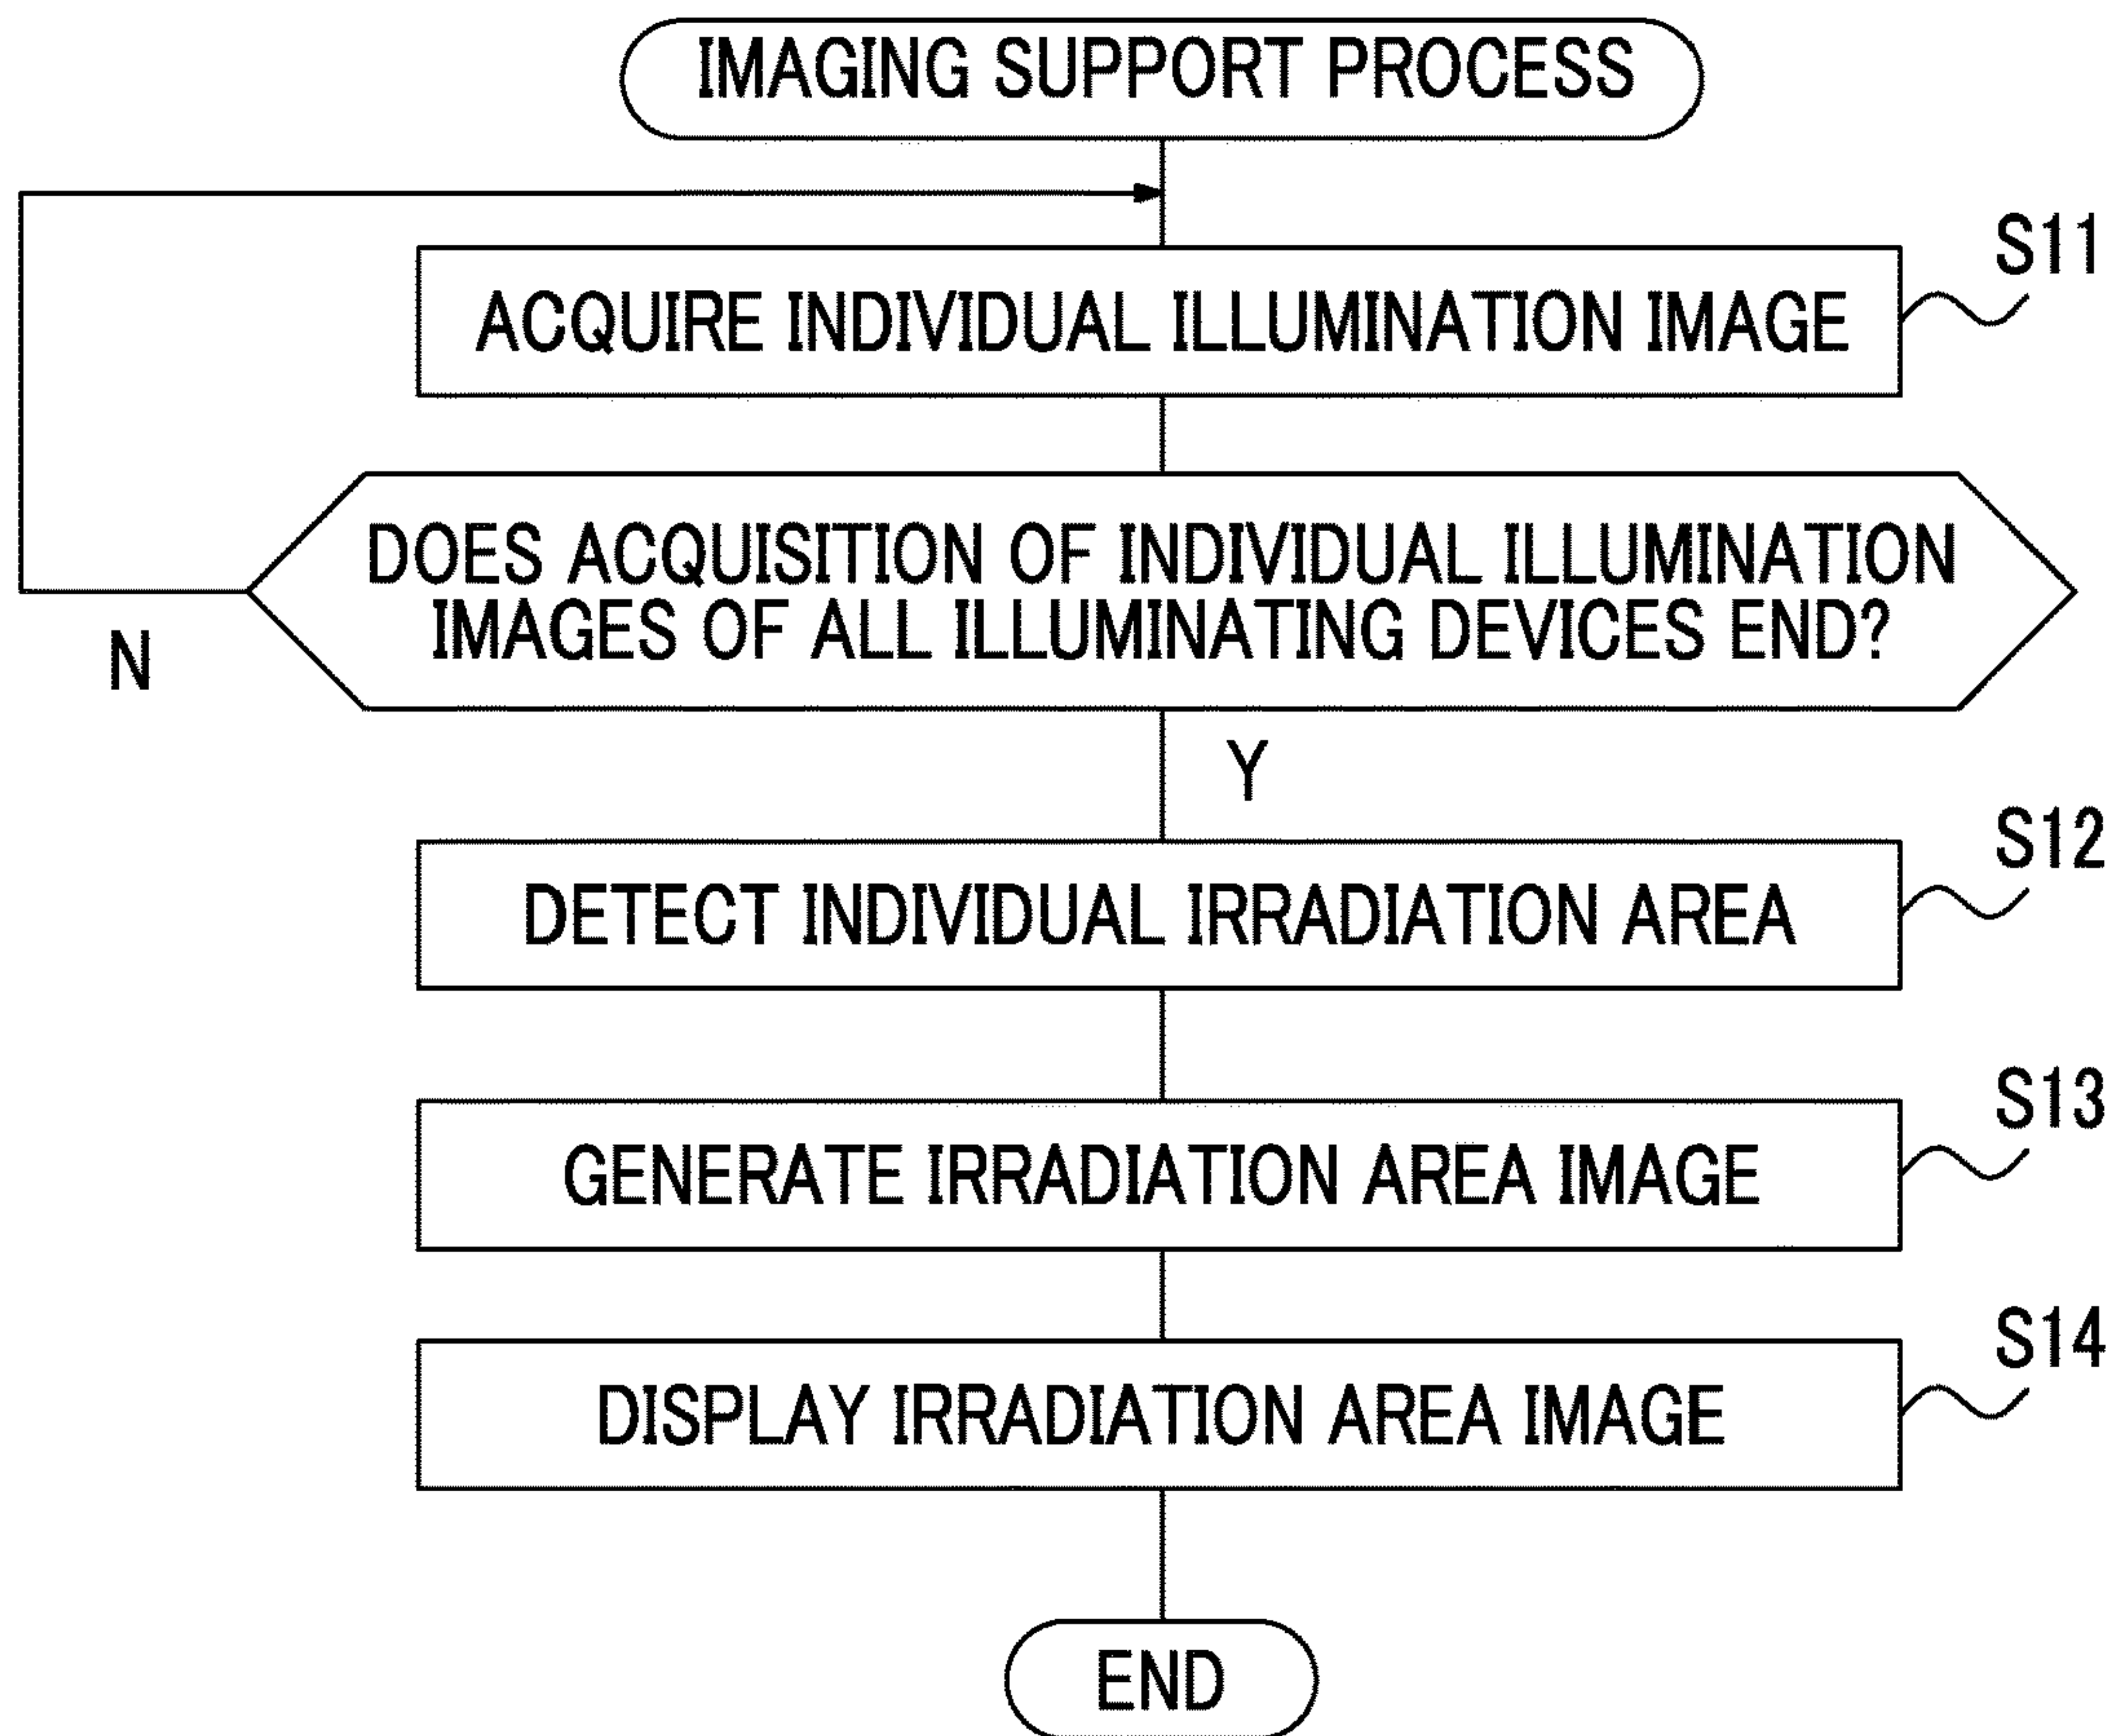 IMAGING SUPPORT PROCESS
S11
ACQUIRE INDIVIDUAL ILLUMINATION IMAGE
DOES ACQUISITION OF INDIVIDUAL ILLUMINATION
IMAGES OF ALL ILLUMINATING DEVICES END?
N
Y
S12
DETECT INDIVIDUAL IRRADIATION AREA
S13
GENERATE IRRADIATION AREA IMAGE
S14
DISPLAY IRRADIATION AREA IMAGE
END